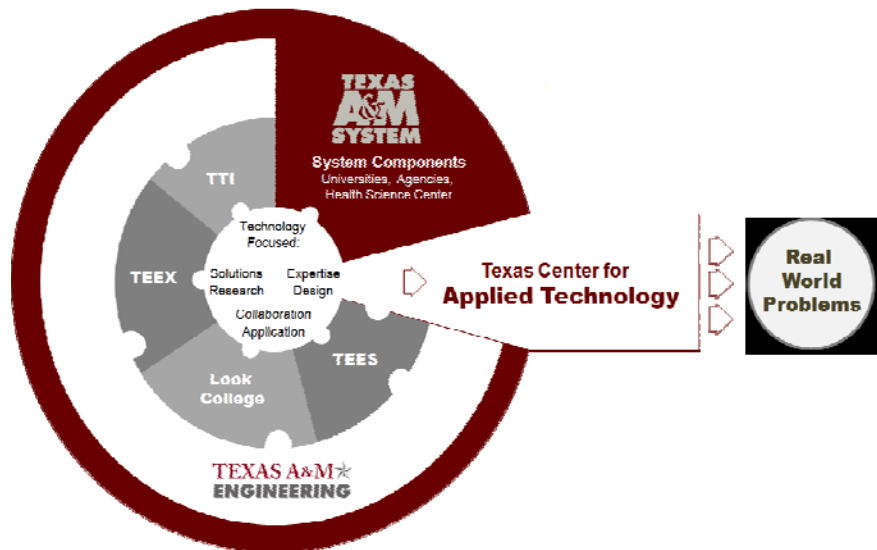 TEXAS
A&M
SYSTEM
System Components
Universities, Agencies,
Health Science Center
TTI
TEEX
Look
College
TEES
Technology
Focused:
Solutions Expertise
Research Design
Collaboration
Application
TEXAS A&M
ENGINEERING
Texas Center for
Applied Technology
Real
World
Problems